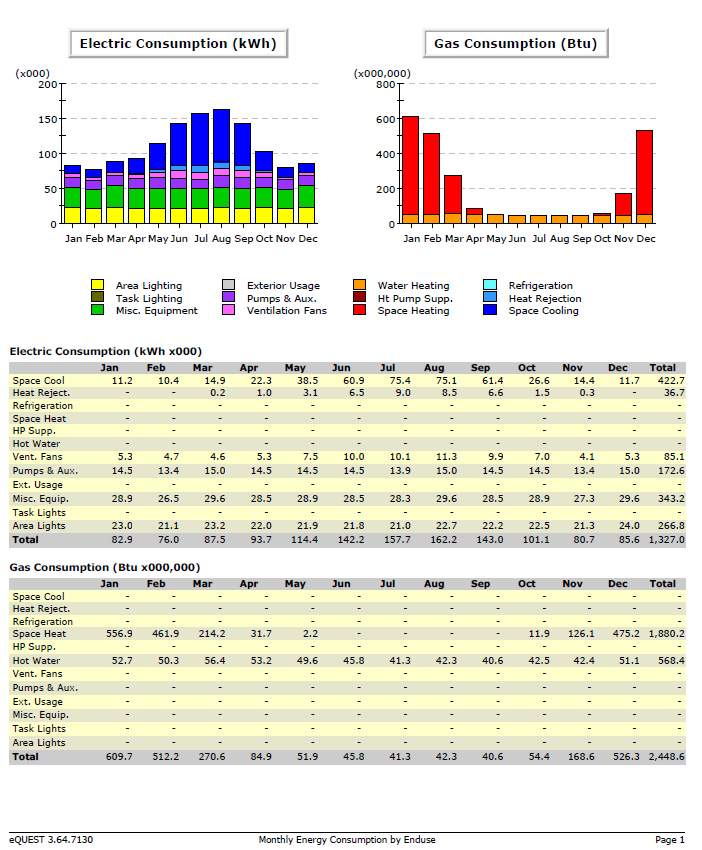 Electric Consumption (kWh) Gas Consumption (Btu)
(x000) (x000,000)
200 800
150 600
100 400
50 200
0 0
Jan Feb Mar Apr May Jun Jul Aug Sep Oct Nov Dec Jan Feb Mar Apr May Jun Jul Aug Sep Oct Nov Dec
Area Lighting Exterior Usage Water Heating Refrigeration
Task Lighting Pumps & Aux. Ht Pump Supp. Heat Rejection
Misc. Equipment Ventilation Fans Space Heating Space Cooling
Electric Consumption (kWh x000)
Jan Feb Mar Apr May Jun Jul Aug Sep Oct Nov Dec Total
Space Cool 11.2 10.4 14.9 22.3 38.5 60.9 75.4 75.1 61.4 26.6 14.4 11.7 422.7
Heat Reject. - - 0.2 1.0 3.1 6.5 9.0 8.5 6.6 1.5 0.3 - 36.7
Refrigeration - - - - - - - - - - - - -
Space Heat - - - - - - - - - - - - -
HP Supp. - - - - - - - - - - - - -
Hot Water - - - - - - - - - - - - -
Vent. Fans 5.3 4.7 4.6 5.3 7.5 10.0 10.1 11.3 9.9 7.0 4.1 5.3 85.1
Pumps & Aux. 14.5 13.4 15.0 14.5 14.5 14.5 13.9 15.0 14.5 14.5 13.4 15.0 172.6
Ext. Usage - - - - - - - - - - - - -
Misc. Equip. 28.9 26.5 29.6 28.5 28.9 28.5 28.3 29.6 28.5 28.9 27.3 29.6 343.2
Task Lights - - - - - - - - - - - - -
Area Lights 23.0 21.1 23.2 22.0 21.9 21.8 21.0 22.7 22.2 22.5 21.3 24.0 266.8
Total 82.9 76.0 87.5 93.7 114.4 142.2 157.7 162.2 143.0 101.1 80.7 85.6 1,327.0
Gas Consumption (Btu x000,000)
Jan Feb Mar Apr May Jun Jul Aug Sep Oct Nov Dec Total
Space Cool - - - - - - - - - - - - -
Heat Reject. - - - - - - - - - - - - -
Refrigeration - - - - - - - - - - - - -
Space Heat 556.9 461.9 214.2 31.7 2.2 - - - - 11.9 126.1 475.2 1,880.2
HP Supp. - - - - - - - - - - - - -
Hot Water 52.7 50.3 56.4 53.2 49.6 45.8 41.3 42.3 40.6 42.5 42.4 51.1 568.4
Vent. Fans - - - - - - - - - - - - -
Pumps & Aux. - - - - - - - - - - - - -
Ext. Usage - - - - - - - - - - - - -
Misc. Equip. - - - - - - - - - - - - -
Task Lights - - - - - - - - - - - - -
Area Lights - - - - - - - - - - - - -
Total 609.7 512.2 270.6 84.9 51.9 45.8 41.3 42.3 40.6 54.4 168.6 526.3 2,448.6
eQUEST 3.64.7130 Monthly Energy Consumption by Enduse Page 1